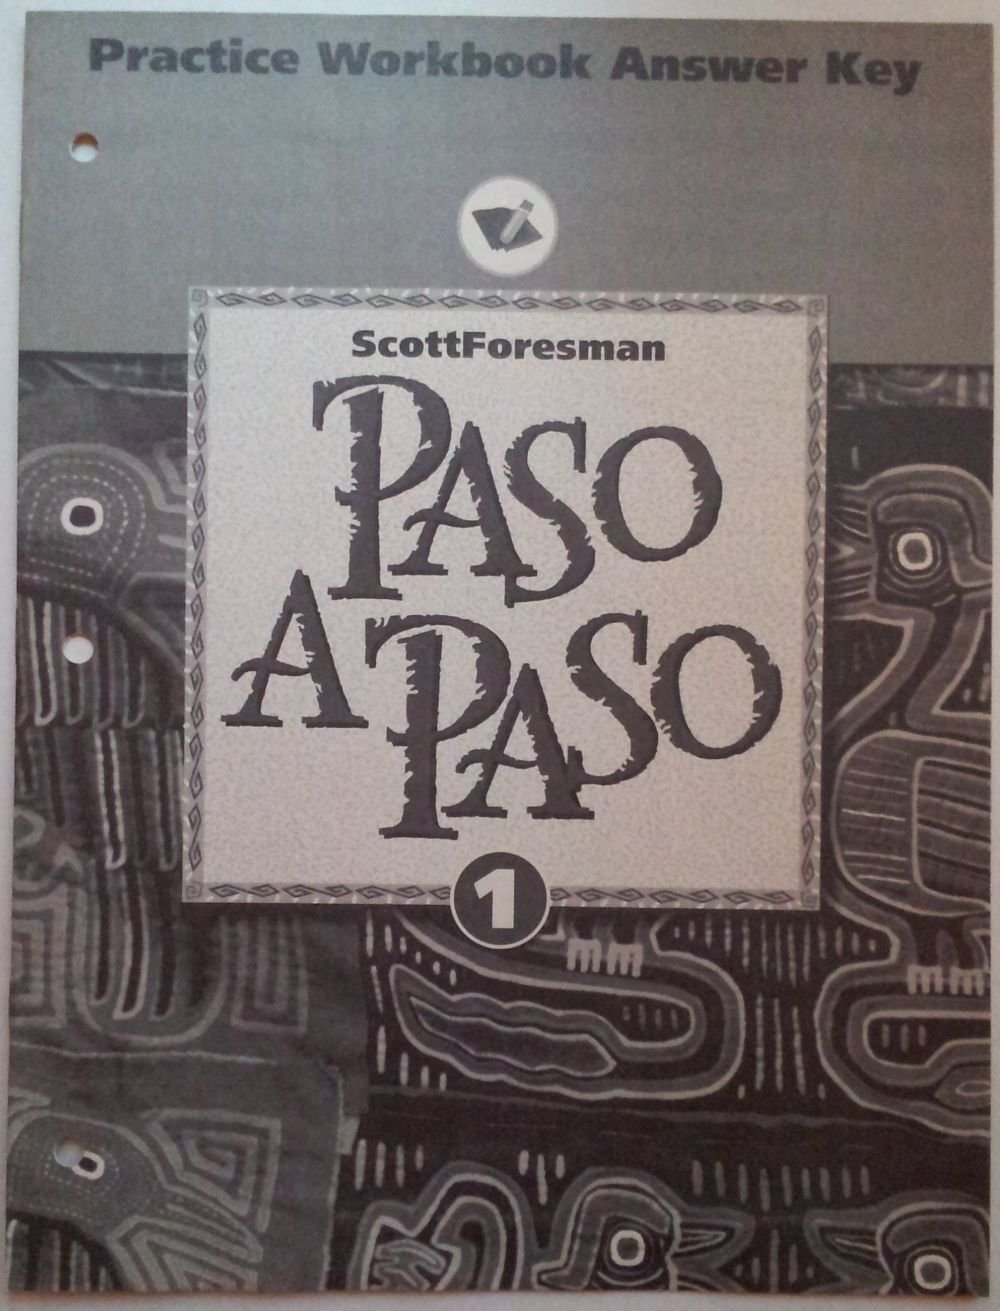 Practice Workbook Answer Key
ScottForesman
PASO
A PASO
1